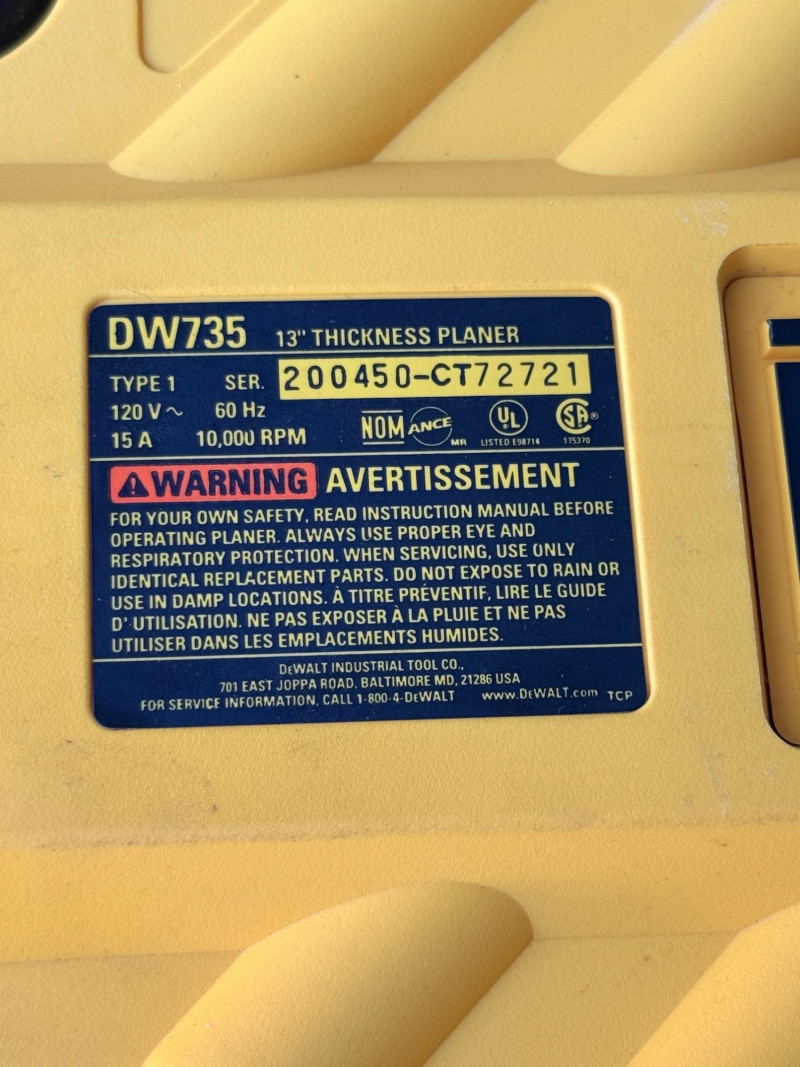 DW735 13" THICKNESS PLANER
TYPE 1 SER. 200450-CT72721
120 V ~ 60 Hz
15 A 10,000 RPM
NOM ANCE MR
UL LISTED E98714
SA ® 175370
⚠WARNING AVERTISSEMENT
FOR YOUR OWN SAFETY, READ INSTRUCTION MANUAL BEFORE
OPERATING PLANER. ALWAYS USE PROPER EYE AND
RESPIRATORY PROTECTION. WHEN SERVICING, USE ONLY
IDENTICAL REPLACEMENT PARTS. DO NOT EXPOSE TO RAIN OR
USE IN DAMP LOCATIONS. À TITRE PRÉVENTIF, LIRE LE GUIDE
D'UTILISATION. NE PAS EXPOSER À LA PLUIE ET NE PAS
UTILISER DANS LES EMPLACEMENTS HUMIDES.
DEWALT INDUSTRIAL TOOL CO.,
701 EAST JOPPA ROAD, BALTIMORE MD, 21286 USA
FOR SERVICE INFORMATION, CALL 1-800-4-DEWALT www.DEWALT.com TCP